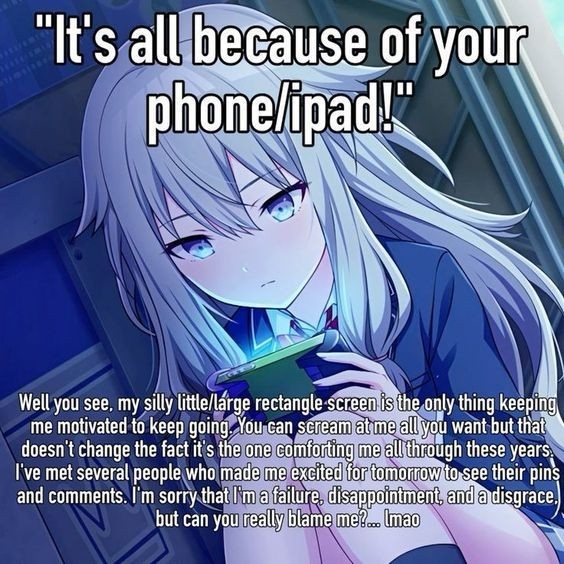 "It's all because of your
phone/ipad!"
Well you see, my silly little/large rectangle screen is the only thing keeping
me motivated to keep going. You can scream at me all you want but that
doesn't change the fact it's the one comforting me all through these years.
I've met several people who made me excited for tomorrow to see their pins
and comments. I'm sorry that I'm a failure, disappointment, and a disgrace,
but can you really blame me?... lmao